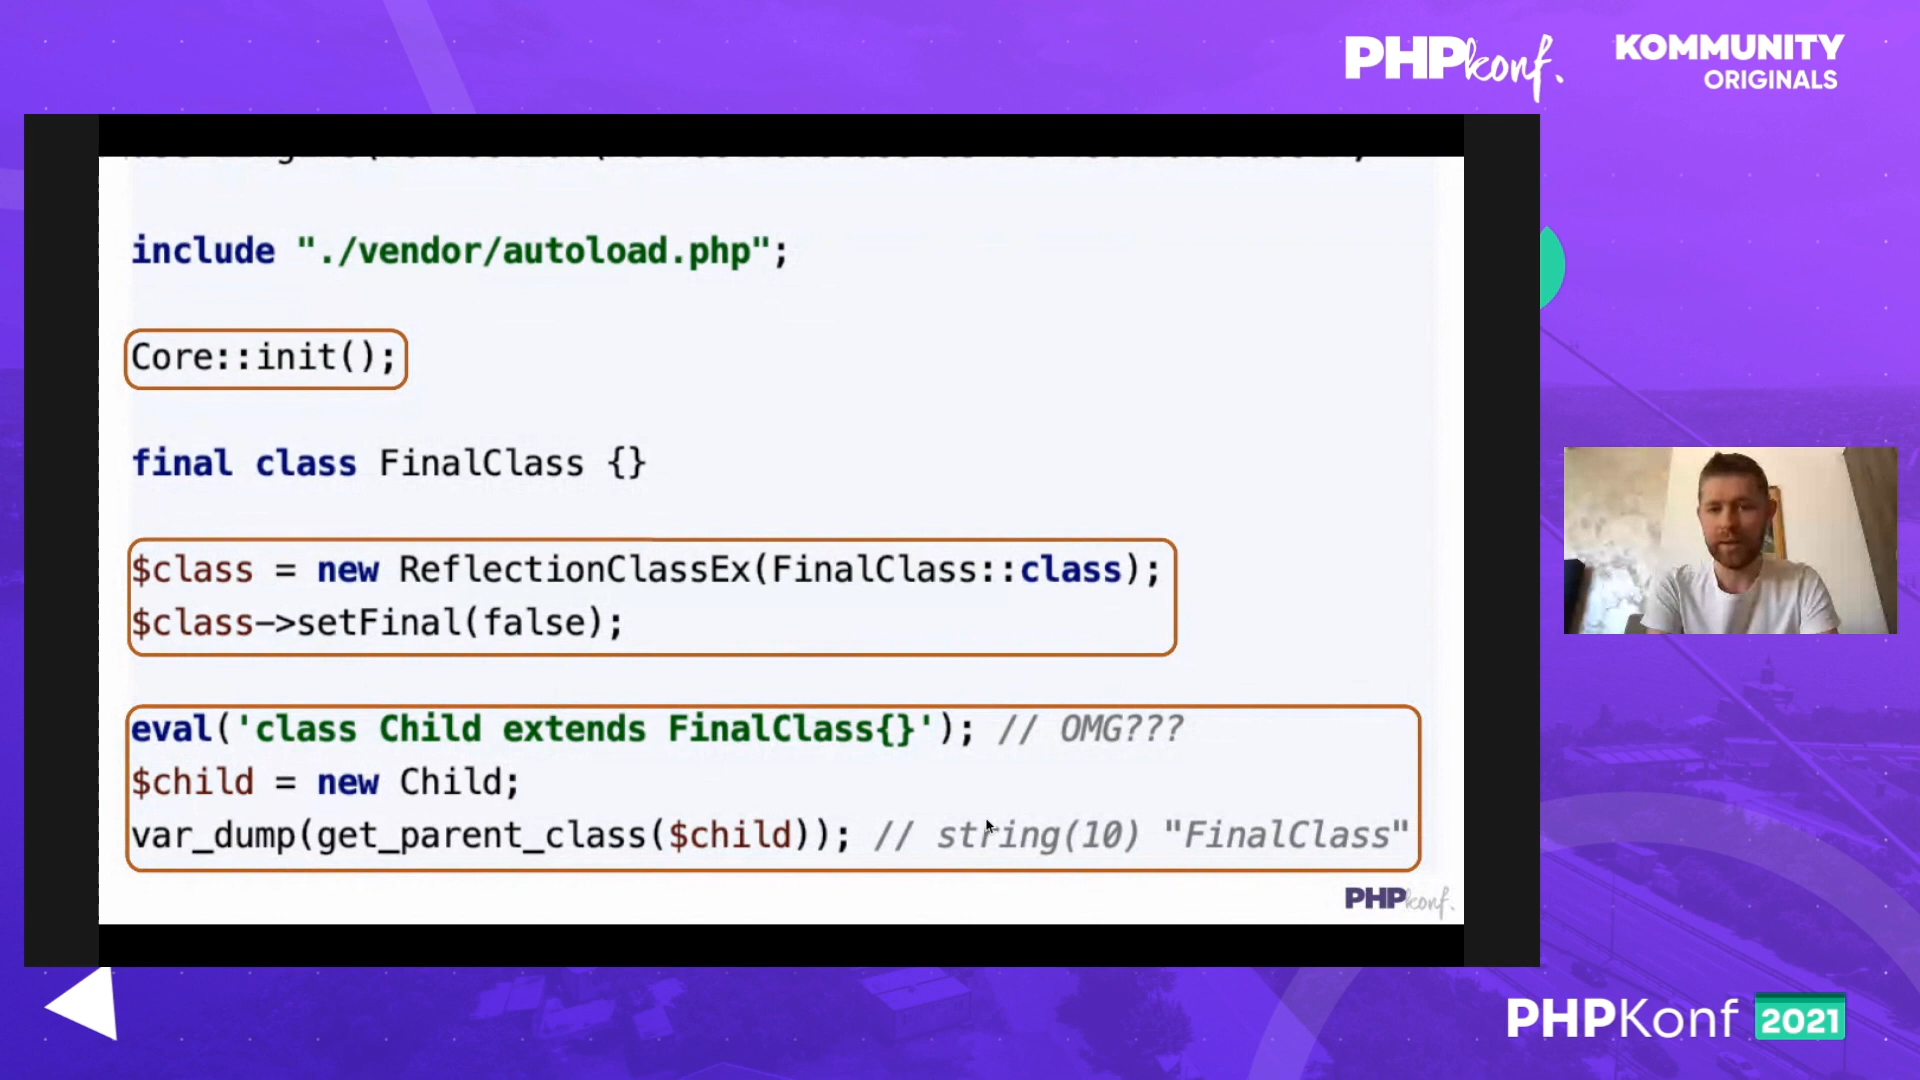 PHPkonf.
KOMMUNITY
ORIGINALS
include "./vendor/autoload.php";
Core::init();
final class FinalClass {}
$class = new ReflectionClassEx(FinalClass::class);
$class->setFinal(false);
eval('class Child extends FinalClass{}'); // OMG???
$child = new Child;
var_dump(get_parent_class($child)); // string(10) "FinalClass"
PHPkonf.
PHPKonf 2021